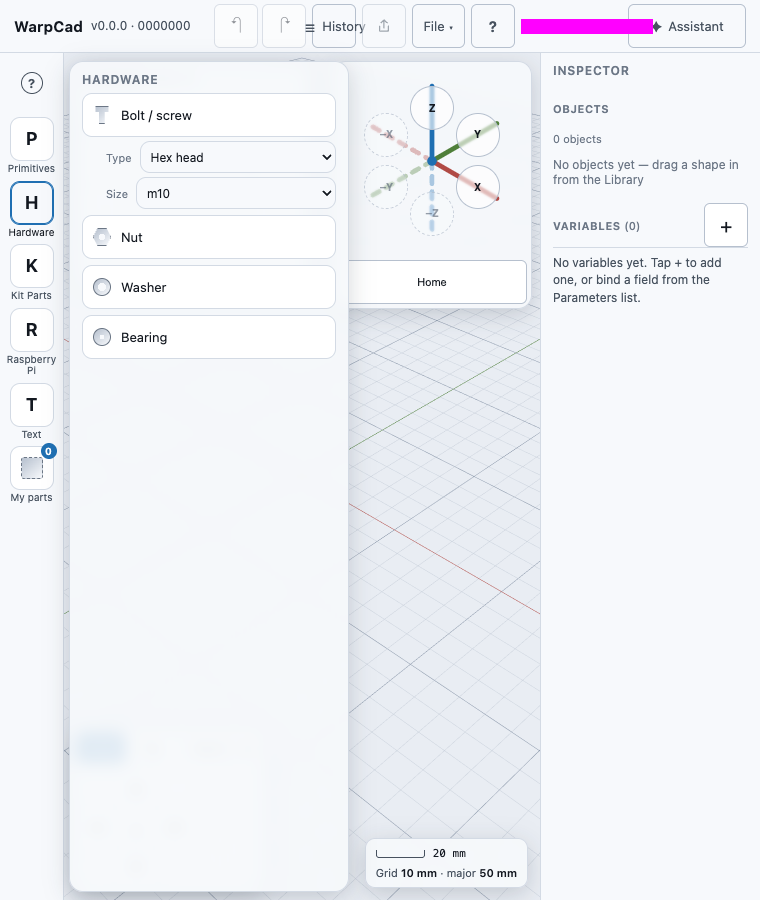 WarpCad v0.0.0 · 0000000
≡ History
File ▾
?
Assistant
?
P
Primitives
H
Hardware
K
Kit Parts
R
Raspberry
Pi
T
Text
0
My parts
HARDWARE
Bolt / screw
Type Hex head
Size m10
Nut
Washer
Bearing
Z
−X
Y
−Y
X
−Z
Home
20 mm
Grid 10 mm · major 50 mm
INSPECTOR
OBJECTS
0 objects
No objects yet — drag a shape in
from the Library
VARIABLES (0) +
No variables yet. Tap + to add
one, or bind a field from the
Parameters list.